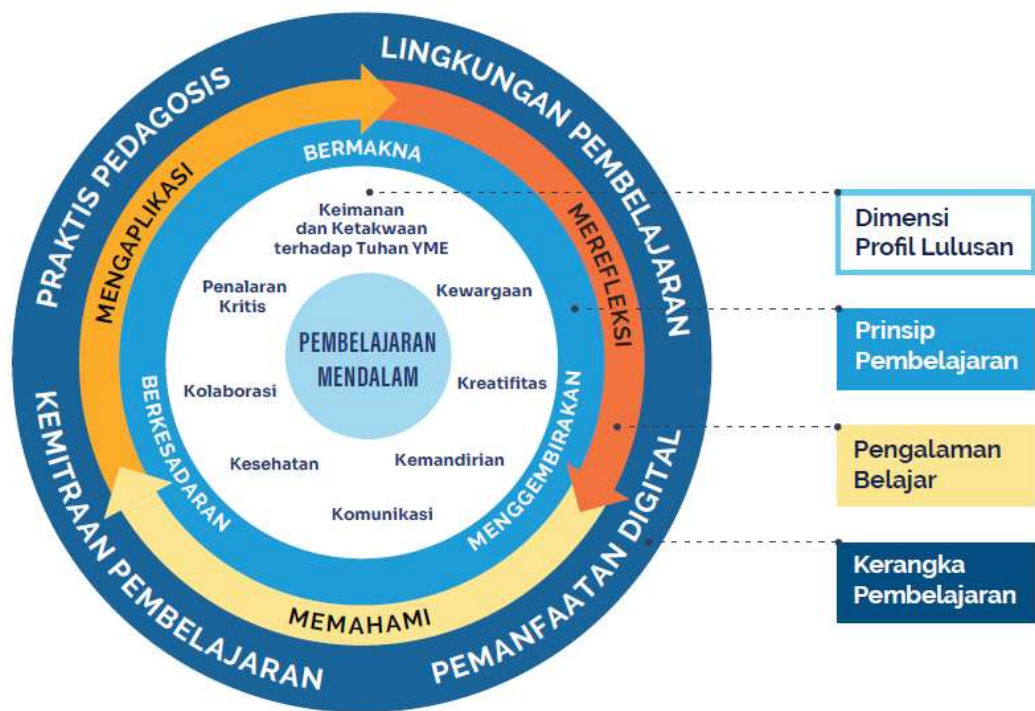 PRAKTIS PEDAGOSIS
LINGKUNGAN PEMBELAJARAN
PEMANFAATAN DIGITAL
KEMITRAAN PEMBELAJARAN
MENGAPLIKASI
MEREFLEKSI
MEMAHAMI
BERMAKNA
MENGGEMBIRAKAN
BERKESADARAN
Keimanan
dan Ketakwaan
terhadap Tuhan YME
Kewargaan
Kreatifitas
Kemandirian
Komunikasi
Kesehatan
Kolaborasi
Penalaran
Kritis
PEMBELAJARAN
MENDALAM
Dimensi
Profil Lulusan
Prinsip
Pembelajaran
Pengalaman
Belajar
Kerangka
Pembelajaran